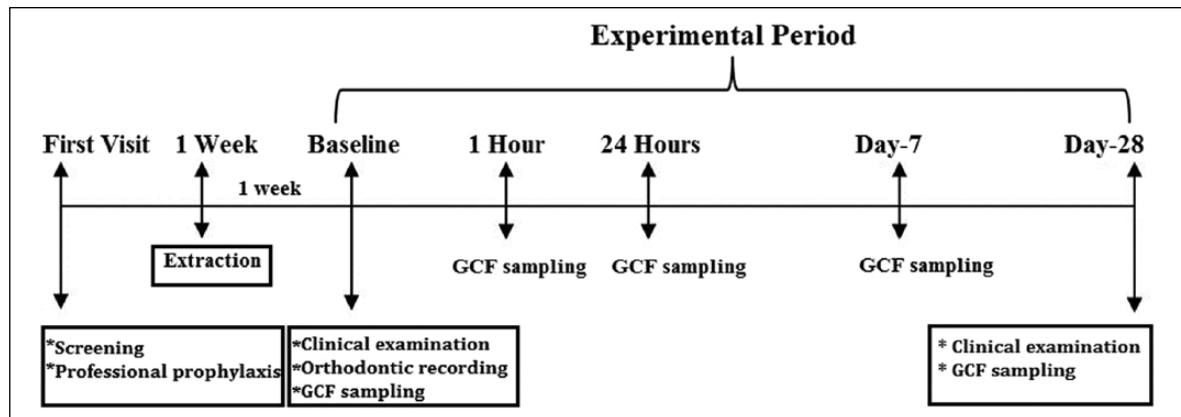 Experimental Period
First Visit 1 Week Baseline 1 Hour 24 Hours Day-7 Day-28
1 week
Extraction
GCF sampling GCF sampling GCF sampling
*Screening
*Professional prophylaxis
*Clinical examination
*Orthodontic recording
*GCF sampling
* Clinical examination
* GCF sampling